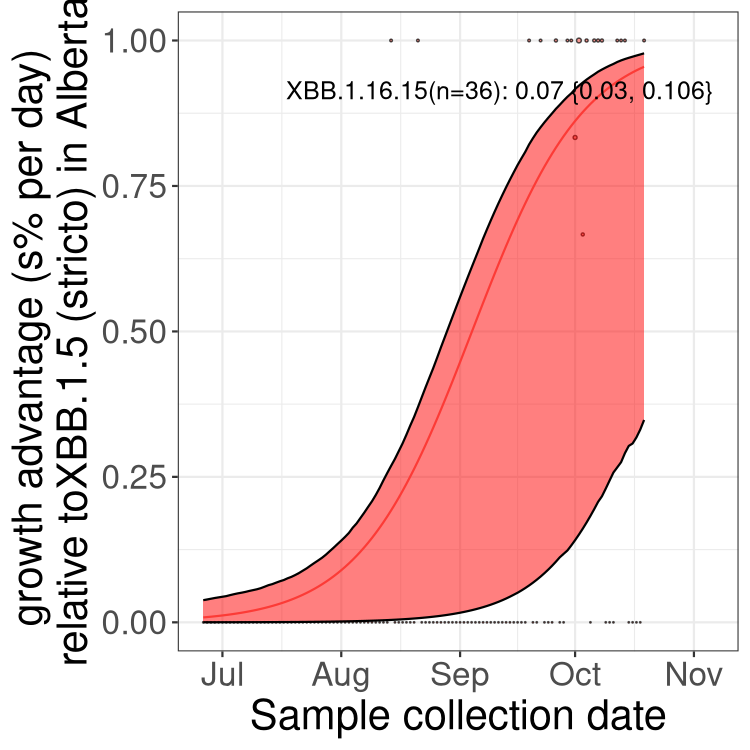 growth advantage (s% per day)
relative toXBB.1.5 (stricto) in Alberta
1.00
0.75
0.50
0.25
0.00
XBB.1.16.15(n=36): 0.07 {0.03, 0.106}
Jul Aug Sep Oct Nov
Sample collection date